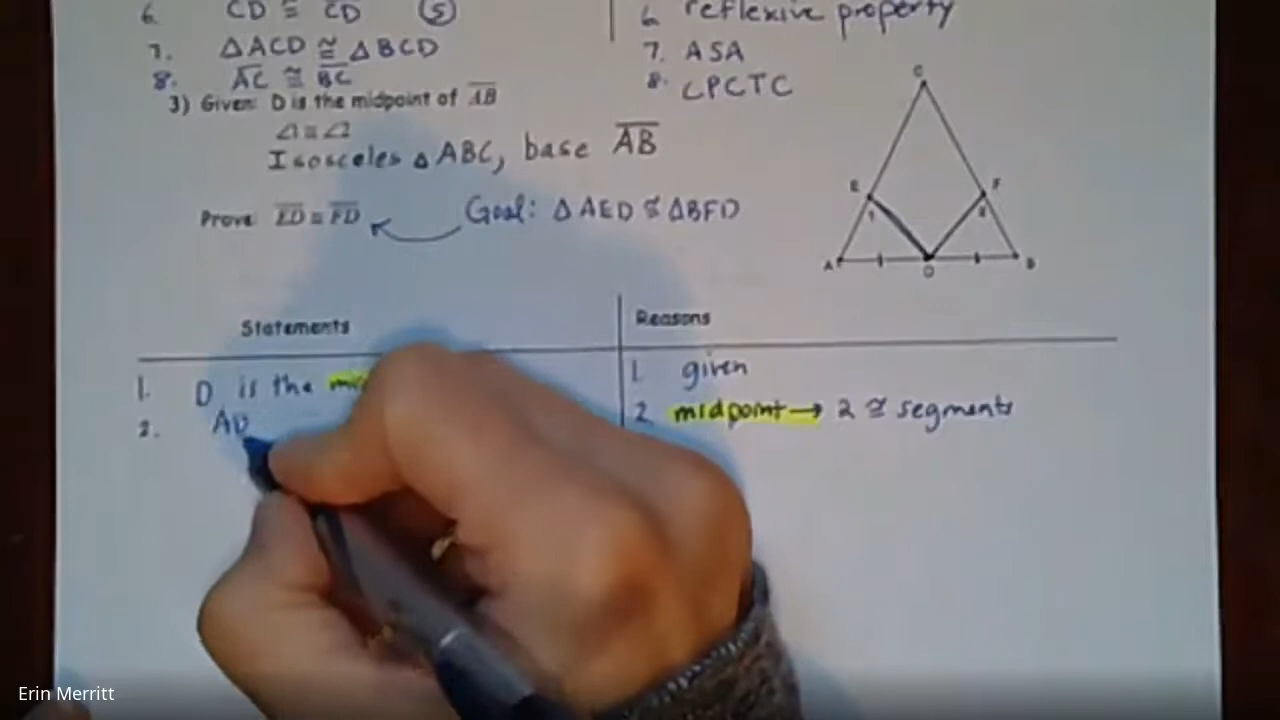 6. CD ≅ CD Ⓢ
6. reflexive property
7. △ACD ≅ △BCD
7. ASA
8. AC ≅ BC
8. CPCTC
3) Given: D is the midpoint of AB
∠1 ≅ ∠2
Isosceles △ABC, base AB
Prove: ED ≅ FD
Goal: △AED ≅ △BFD
C
E
F
1
2
A
D
B
Statements
Reasons
1. D is the
1. given
2. AD
2. midpoint → 2 ≅ segments
Erin Merritt